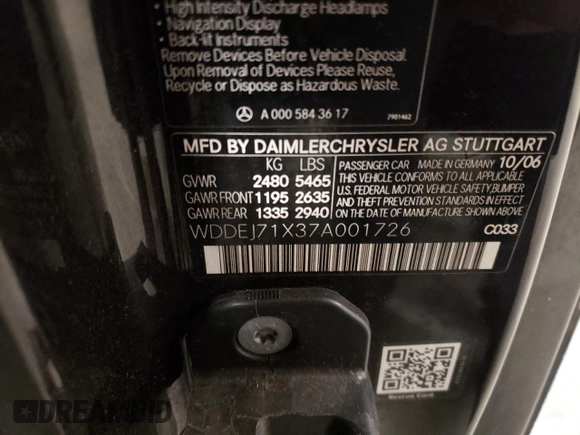 • High Intensity Discharge Headlamps
• Navigation Display
• Back-lit Instruments
Remove Devices Before Vehicle Disposal.
Upon Removal of Devices Please Reuse,
Recycle or Dispose as Hazardous Waste.
A 000 584 36 17
2901462
MFD BY DAIMLERCHRYSLER AG STUTTGART
KG LBS
GVWR 2480 5465
GAWR FRONT 1195 2635
GAWR REAR 1335 2940
PASSENGER CAR MADE IN GERMANY 10/06
THIS VEHICLE CONFORMS TO ALL APPLICABLE
U.S. FEDERAL MOTOR VEHICLE SAFETY, BUMPER
AND THEFT PREVENTION STANDARDS IN EFFECT
ON THE DATE OF MANUFACTURE SHOWN ABOVE
WDDEJ71X37A001726
C033
Rescue Card
DREAMBID